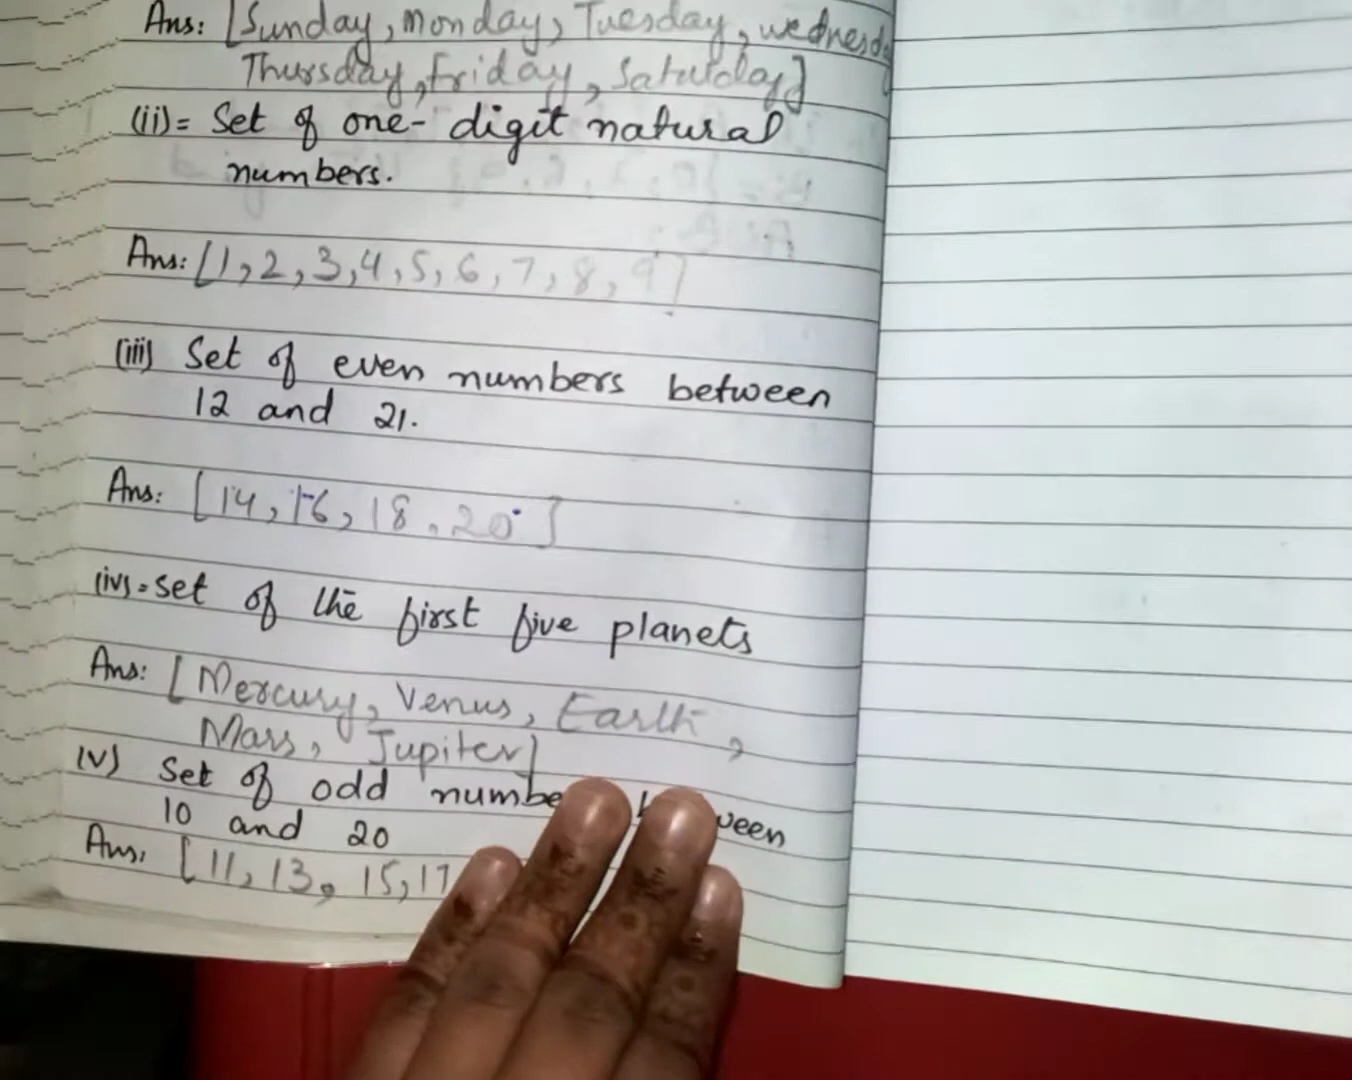 Ans: [Sunday, monday, Tuesday, wednesd
Thursday, friday, Saturday]
(ii)= Set of one-digit natural
numbers.
Ans: [1,2,3,4,5,6,7,8,9]
(iii) Set of even numbers between
12 and 21.
Ans: [14, 16, 18, 20]
(iv)=set of the first five planets
Ans: [Mercury, Venus, Earth,
Mars, Jupiter]
(v) Set of odd numbe ween
10 and 20
Ans, [11, 13, 15, 17